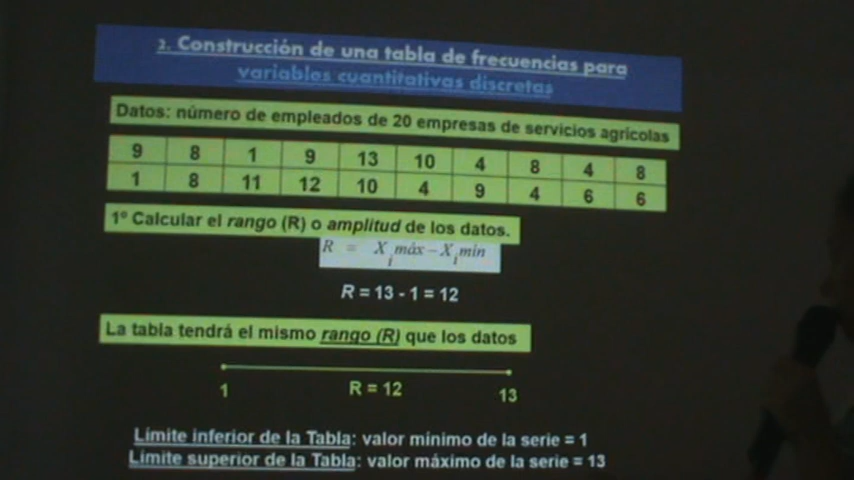 2. Construcción de una tabla de frecuencias para
variables cuantitativas discretas
Datos: número de empleados de 20 empresas de servicios agrícolas
9 8 1 9 13 10 4 8 4 8
1 8 11 12 10 4 9 4 6 6
1º Calcular el rango (R) o amplitud de los datos.
R = Xi máx – Xi mín
R = 13 - 1 = 12
La tabla tendrá el mismo rango (R) que los datos
1 R = 12 13
Límite inferior de la Tabla: valor mínimo de la serie = 1
Límite superior de la Tabla: valor máximo de la serie = 13